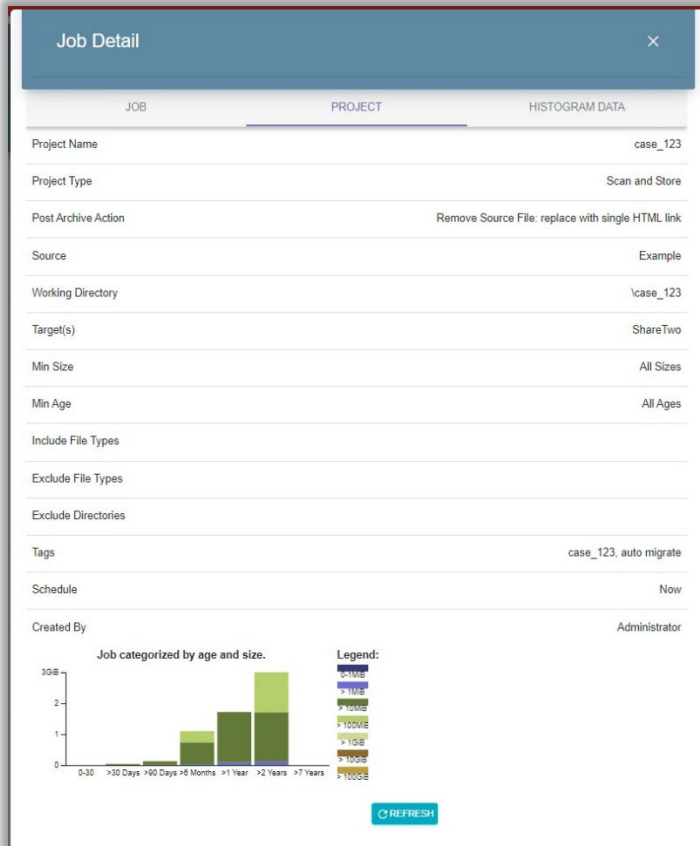 Job Detail
×
JOB PROJECT HISTOGRAM DATA
Project Name case_123
Project Type Scan and Store
Post Archive Action Remove Source File: replace with single HTML link
Source Example
Working Directory \case_123
Target(s) ShareTwo
Min Size All Sizes
Min Age All Ages
Include File Types
Exclude File Types
Exclude Directories
Tags case_123, auto migrate
Schedule Now
Created By Administrator
Job categorized by age and size.
3GiB
2
1
0
0-30 >30 Days >90 Days >6 Months >1 Year >2 Years >7 Years
Legend:
0-1MiB
> 1MiB
> 10MiB
> 100MiB
> 1GiB
> 10GiB
> 100GiB
REFRESH